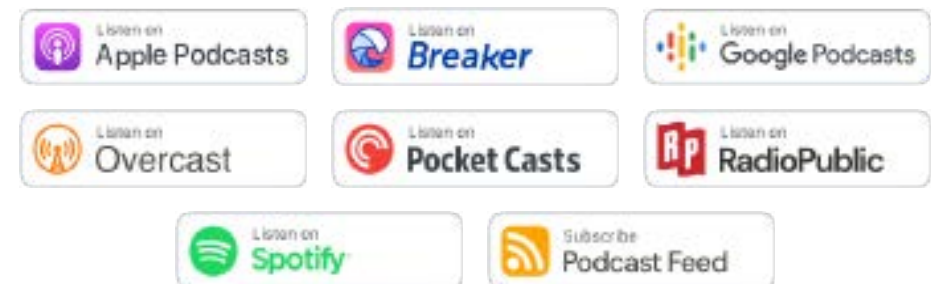 Listen on
Apple Podcasts
Listen on
Breaker
Listen on
Google Podcasts
Listen on
Overcast
Listen on
Pocket Casts
RP
Listen on
RadioPublic
Listen on
Spotify
Subscribe
Podcast Feed